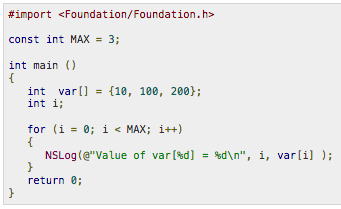 #import <Foundation/Foundation.h>
const int MAX = 3;
int main ()
{
int  var[] = {10, 100, 200};
int i;
for (i = 0; i < MAX; i++)
{
NSLog(@"Value of var[%d] = %d\n", i, var[i] );
}
return 0;
}